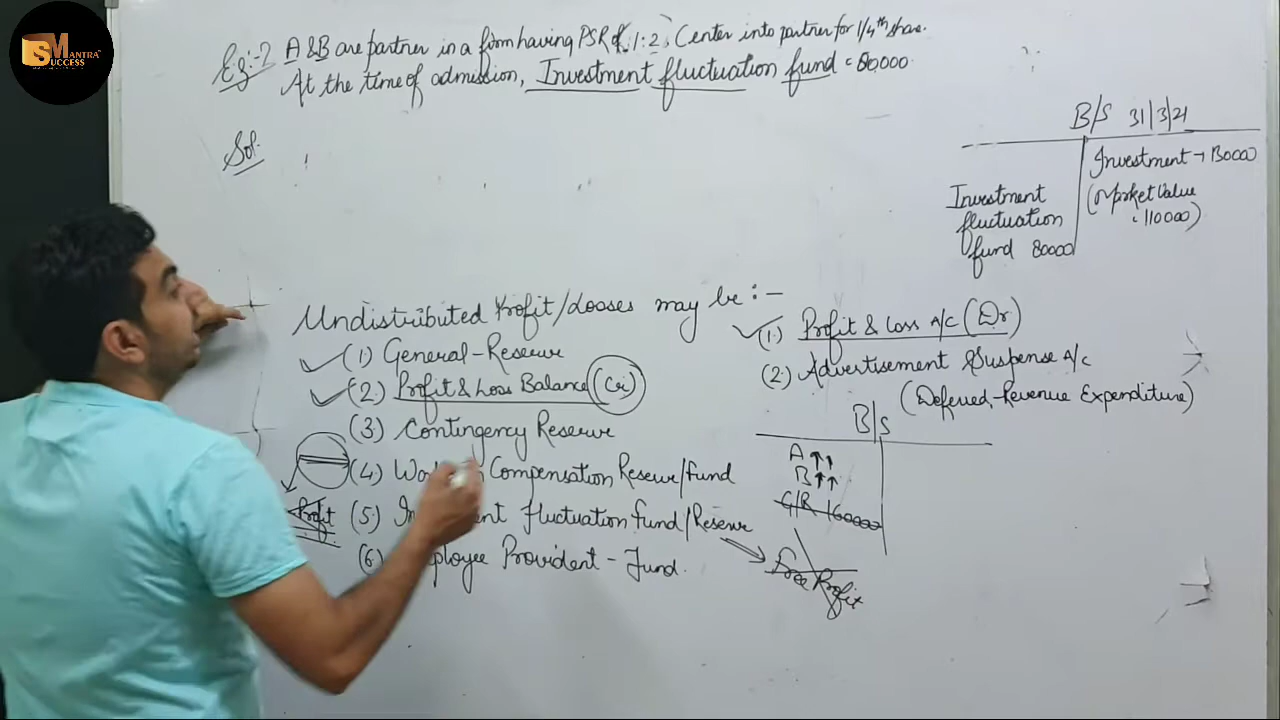 SUCCESS MANTRA
Eg:-2 A & B are partner in a firm having PSR of 1:2, C enter into partner for 1/4th share.
At the time of admission, Investment fluctuation fund = 80000.
Sol.
B/S 31/3/21
Investment → 130000
(Market Value
110000)
Investment
fluctuation
fund 80000
Undistributed Profit/Looses may be :-
(1) General-Reserve
(2) Profit & Loss Balance (Cr)
(3) Contingency Reserve
(4) Compensation Reserve/fund
Profit
(5) fluctuation fund/Reserve
(6) Provident-Fund.
(1) Profit & Loss A/C (Dr)
(2) Advertisement Suspense A/c
(Deferred-Revenue Expenditure)
B/S
A ↑↑
B ↑↑
G/R 160000
Free Profit